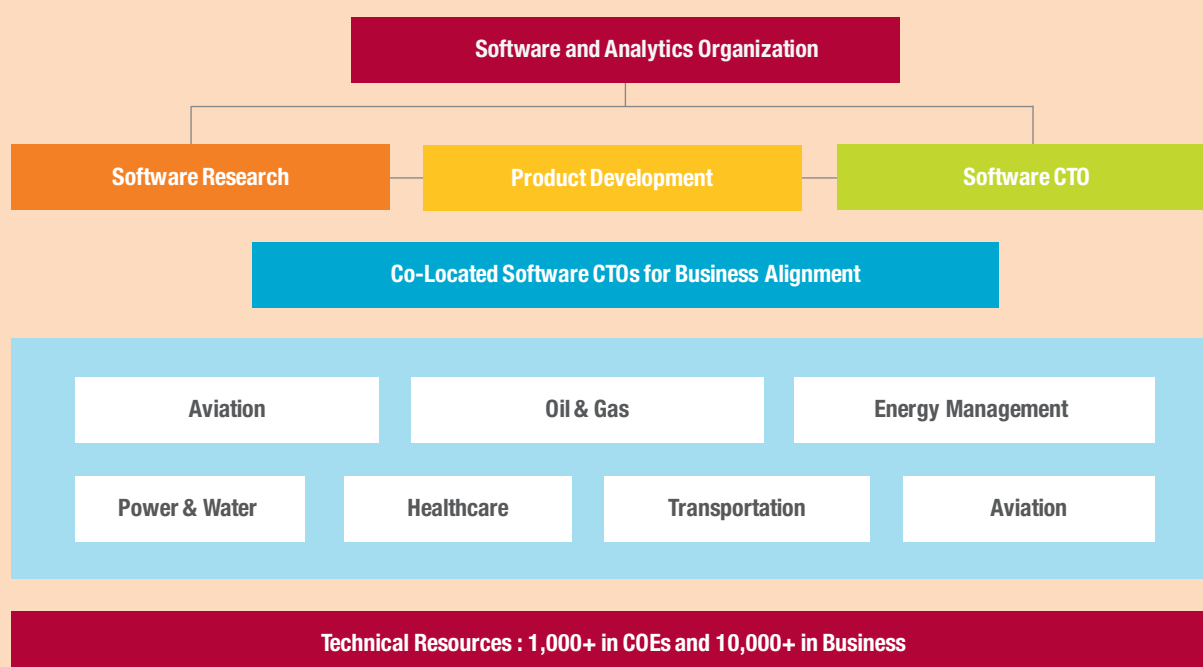 Software and Analytics Organization
Software Research
Product Development
Software CTO
Co-Located Software CTOs for Business Alignment
Aviation
Oil & Gas
Energy Management
Power & Water
Healthcare
Transportation
Aviation
Technical Resources : 1,000+ in COEs and 10,000+ in Business